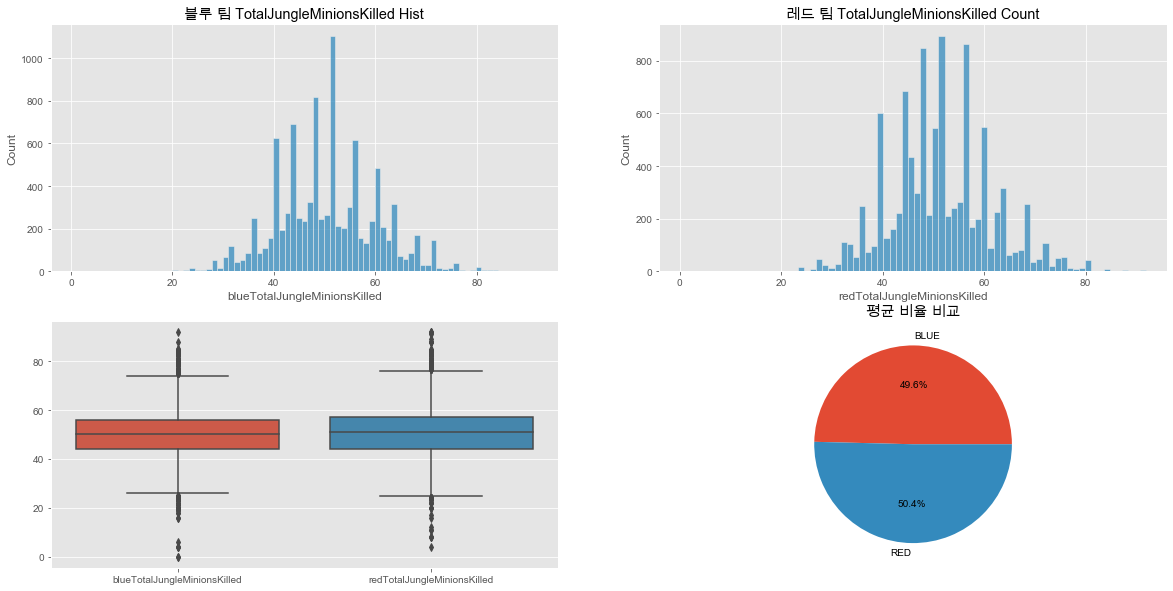 블루 팀 TotalJungleMinionsKilled Hist
1000
800
600
400
200
0
Count
0 20 40 60 80
blueTotalJungleMinionsKilled
레드 팀 TotalJungleMinionsKilled Count
800
600
400
200
0
Count
0 20 40 60 80
redTotalJungleMinionsKilled
80
60
40
20
0
blueTotalJungleMinionsKilled redTotalJungleMinionsKilled
평균 비율 비교
BLUE
49.6%
50.4%
RED